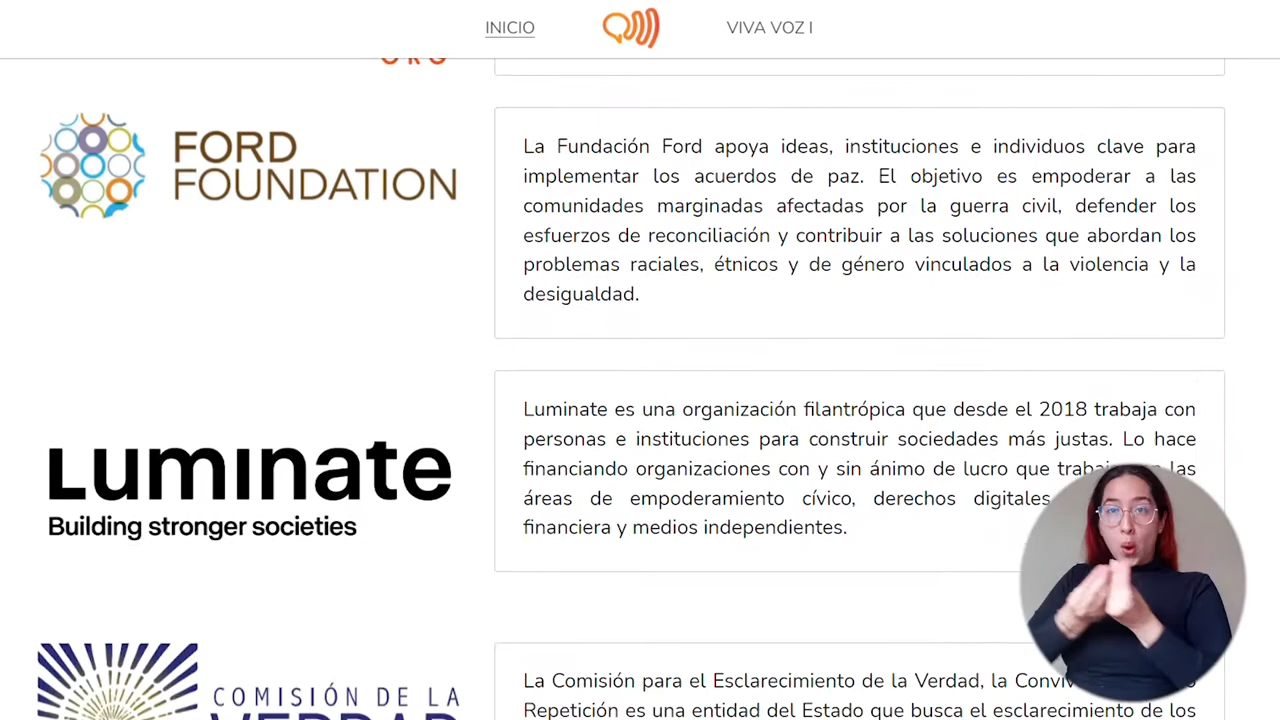 INICIO
VIVA VOZ I
ORG
FORD
FOUNDATION
La Fundación Ford apoya ideas, instituciones e individuos clave para
implementar los acuerdos de paz. El objetivo es empoderar a las
comunidades marginadas afectadas por la guerra civil, defender los
esfuerzos de reconciliación y contribuir a las soluciones que abordan los
problemas raciales, étnicos y de género vinculados a la violencia y la
desigualdad.
Luminate
Building stronger societies
Luminate es una organización filantrópica que desde el 2018 trabaja con
personas e instituciones para construir sociedades más justas. Lo hace
financiando organizaciones con y sin ánimo de lucro que las
áreas de empoderamiento cívico, derechos digitales
financiera y medios independientes.
COMISIÓN DE LA
VERDAD
La Comisión para el Esclarecimiento de la Verdad, la
Repetición es una entidad del Estado que busca el esclarecimiento de los